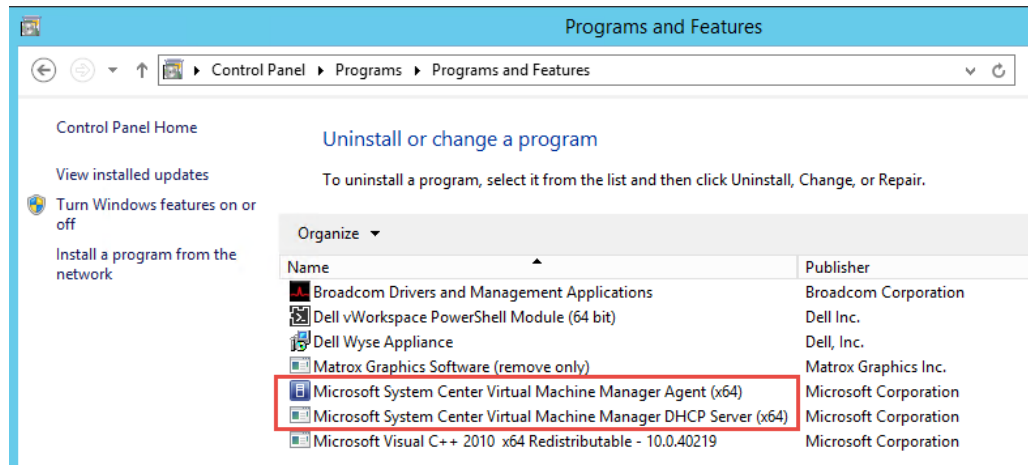 Programs and Features
Control Panel Programs Programs and Features
Control Panel Home
View installed updates
Turn Windows features on or
off
Install a program from the
network
Uninstall or change a program
To uninstall a program, select it from the list and then click Uninstall, Change, or Repair.
Organize
Name Publisher
Broadcom Drivers and Management Applications Broadcom Corporation
Dell vWorkspace PowerShell Module (64 bit) Dell Inc.
Dell Wyse Appliance Dell, Inc.
Matrox Graphics Software (remove only) Matrox Graphics Inc.
Microsoft System Center Virtual Machine Manager Agent (x64) Microsoft Corporation
Microsoft System Center Virtual Machine Manager DHCP Server (x64) Microsoft Corporation
Microsoft Visual C++ 2010 x64 Redistributable - 10.0.40219 Microsoft Corporation